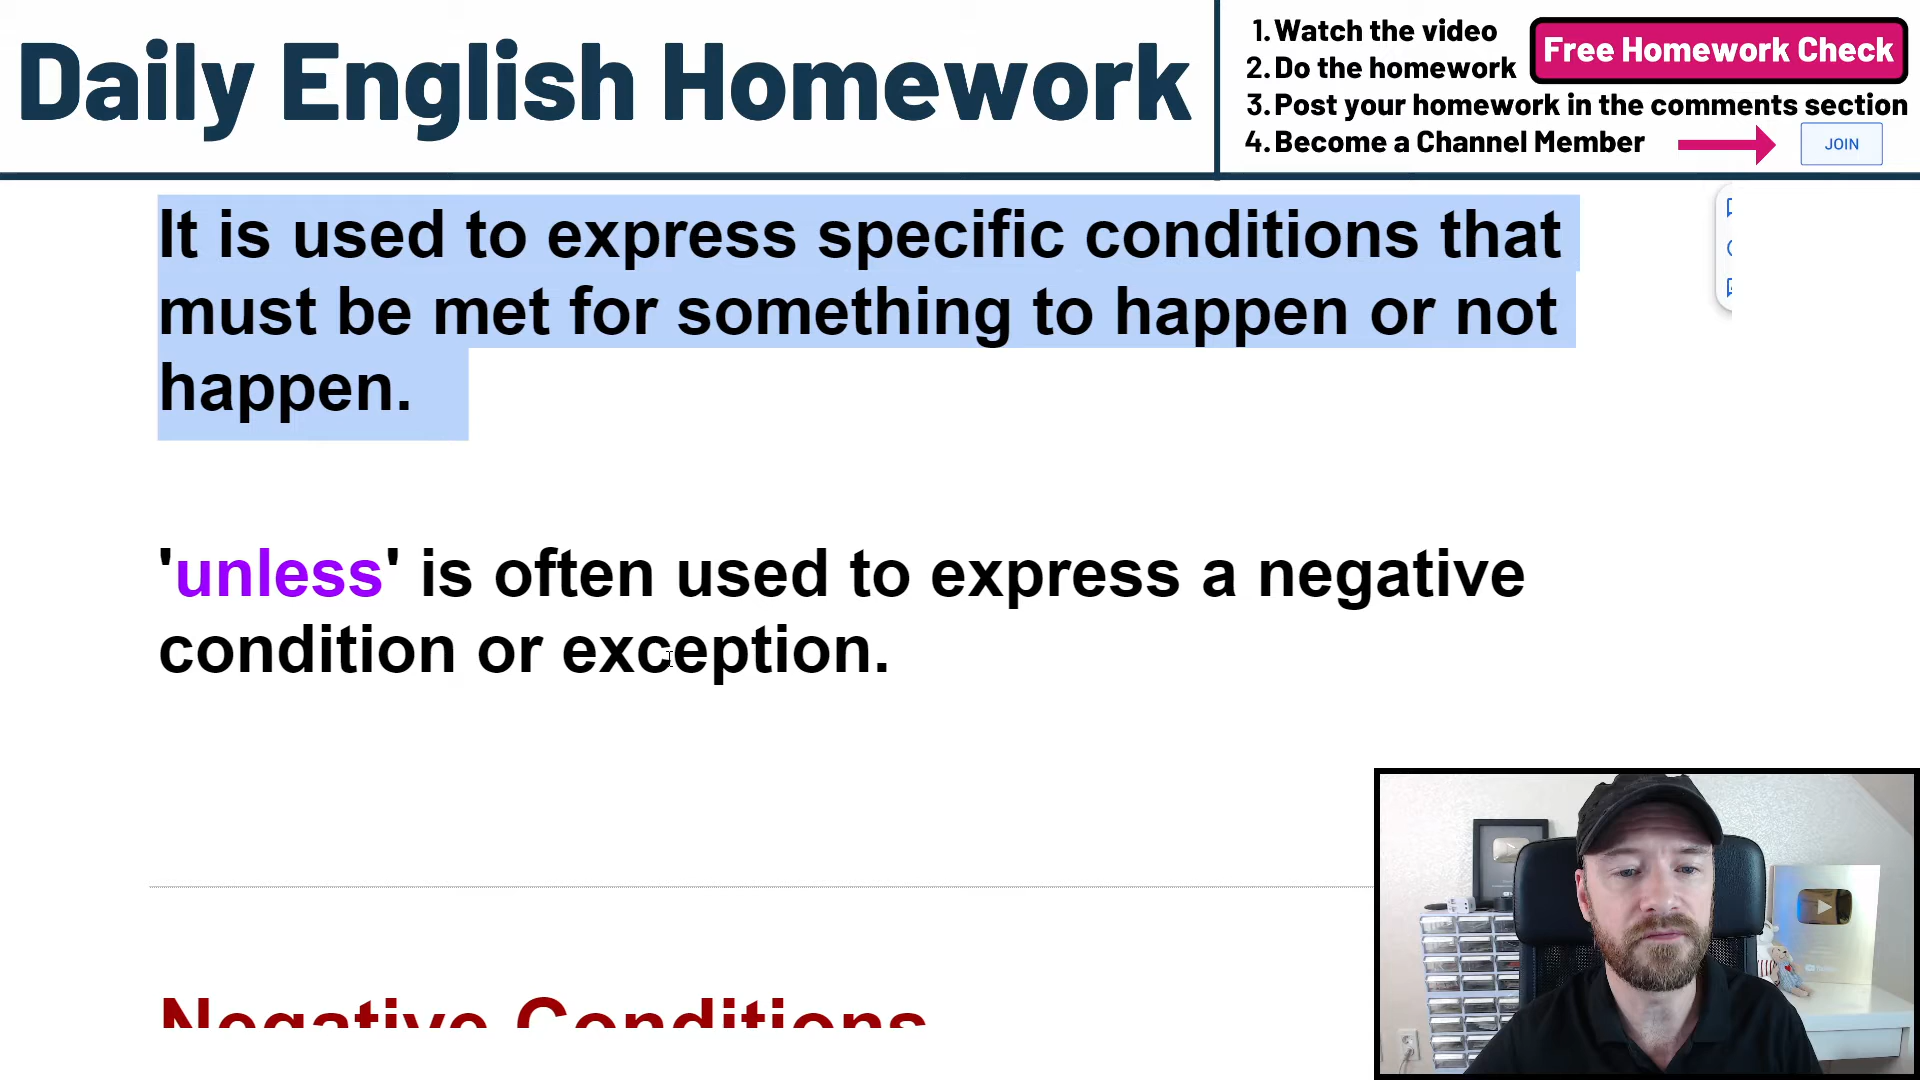 Daily English Homework
1. Watch the video
2. Do the homework
Free Homework Check
3. Post your homework in the comments section
4. Become a Channel Member
JOIN
It is used to express specific conditions that
must be met for something to happen or not
happen.
'unless' is often used to express a negative
condition or exception.
Negative Conditions